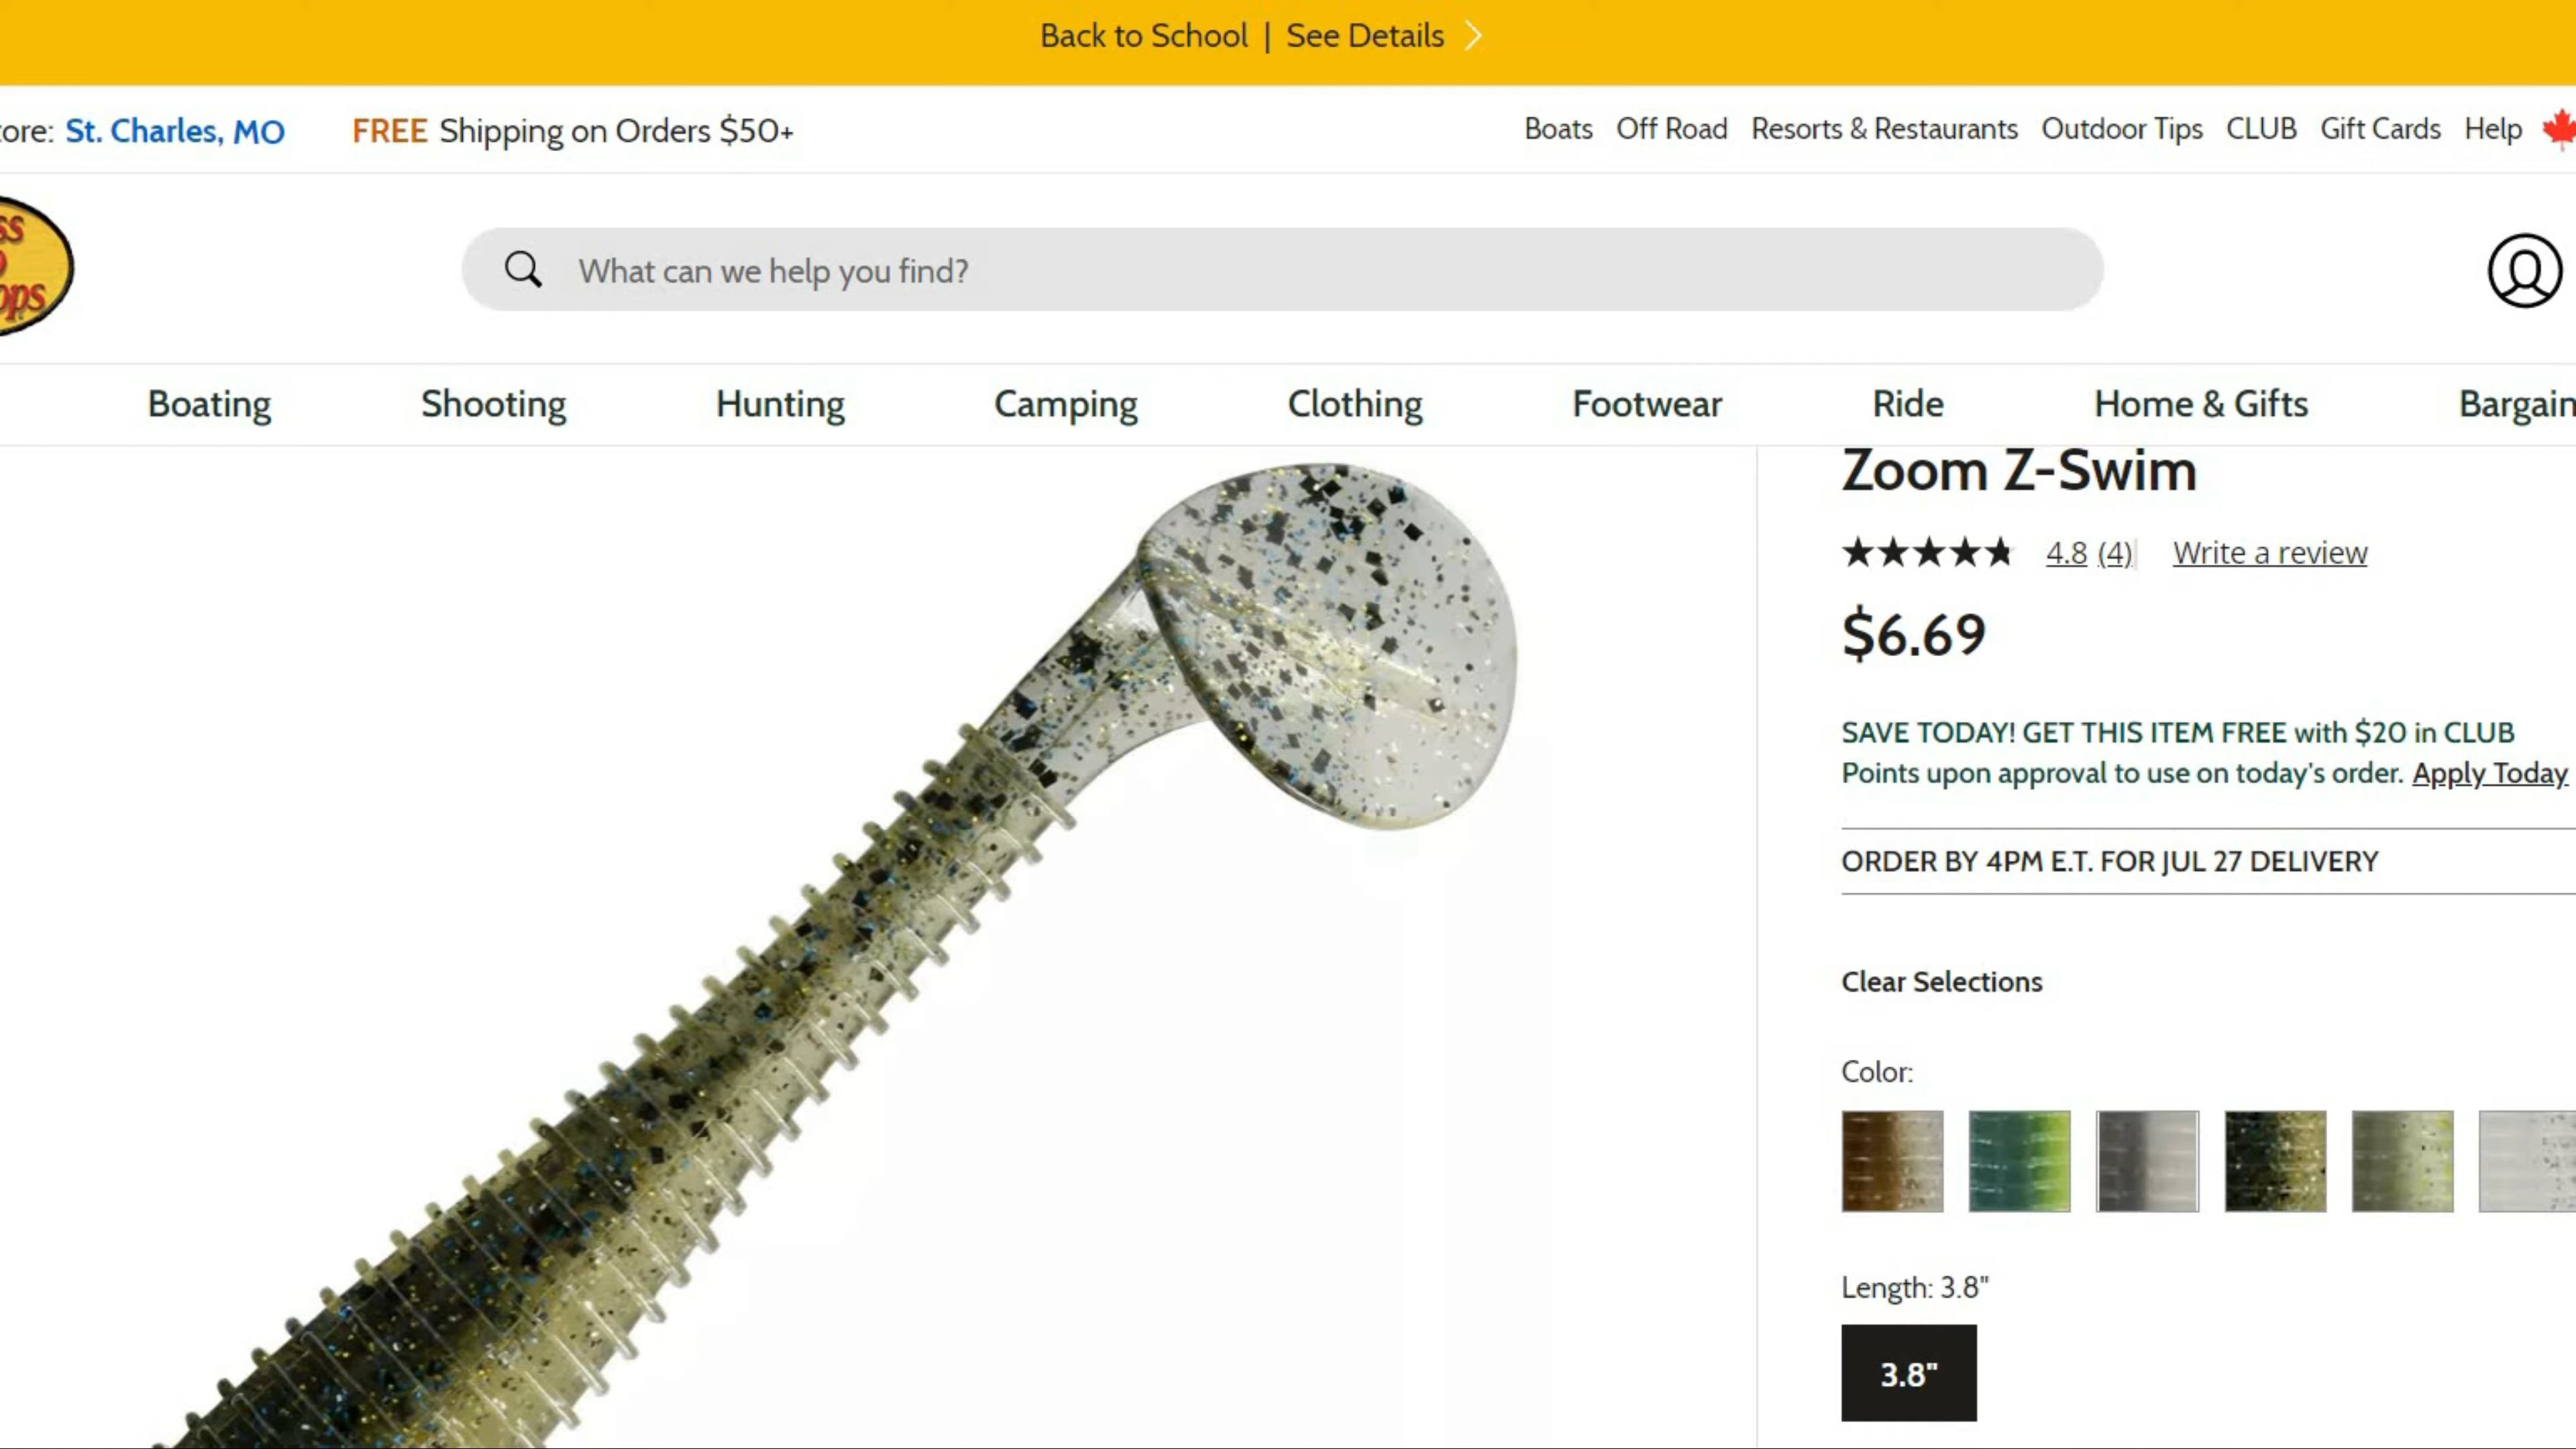 Back to School | See Details
ore: St. Charles, MO
FREE Shipping on Orders $50+
Boats Off Road Resorts & Restaurants Outdoor Tips CLUB Gift Cards Help
ss
ops
What can we help you find?
Boating Shooting Hunting Camping Clothing Footwear Ride Home & Gifts Bargain
Zoom Z-Swim
4.8 (4) Write a review
$6.69
SAVE TODAY! GET THIS ITEM FREE with $20 in CLUB
Points upon approval to use on today's order. Apply Today
ORDER BY 4PM E.T. FOR JUL 27 DELIVERY
Clear Selections
Color:
Length: 3.8"
3.8"